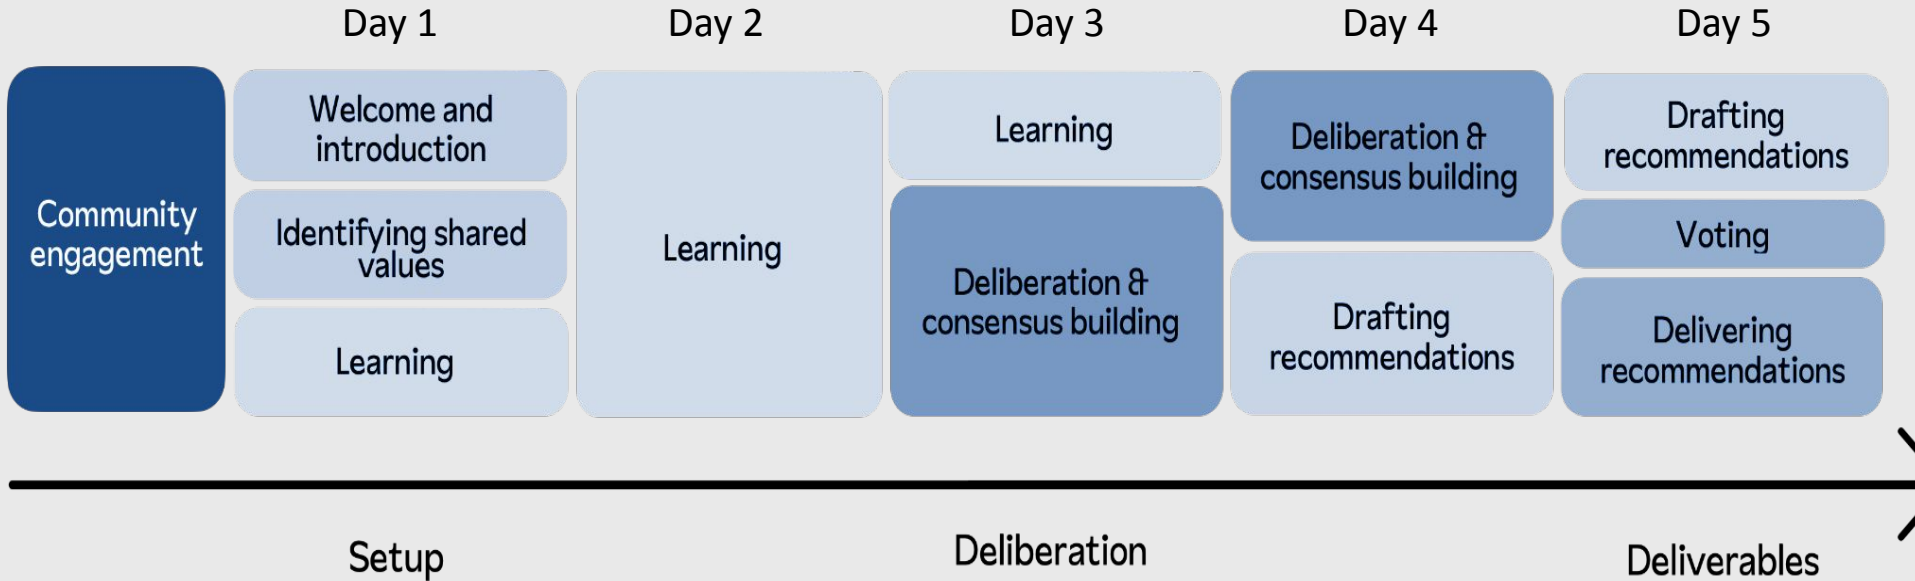 Day 1
Day 2
Day 3
Day 4
Day 5
Community
engagement
Welcome and
introduction
Identifying shared
values
Learning
Learning
Learning
Deliberation &
consensus building
Deliberation &
consensus building
Drafting
recommendations
Drafting
recommendations
Voting
Delivering
recommendations
Setup
Deliberation
Deliverables